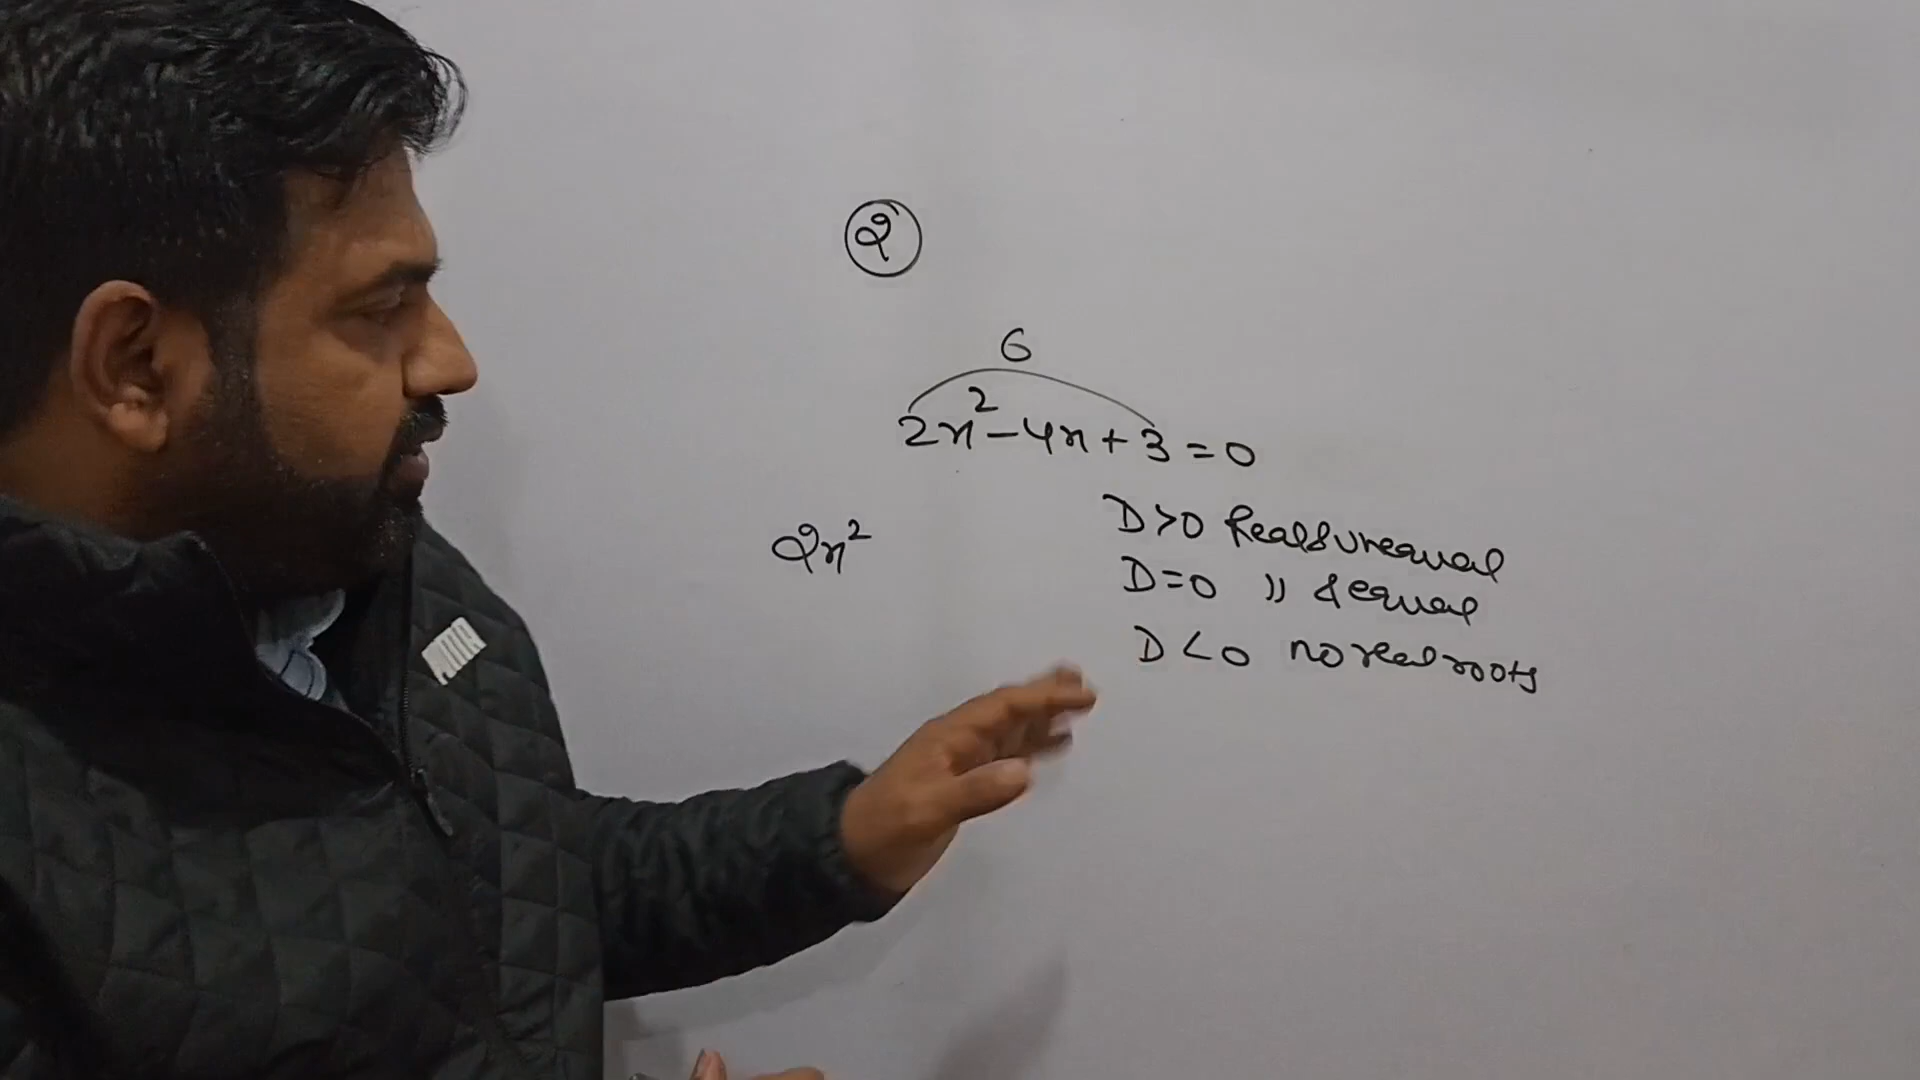 2
6
2x² - 4x + 3 = 0
2x²
D>0 Real & unequal
D=0 " & equal
D<0 no real roots